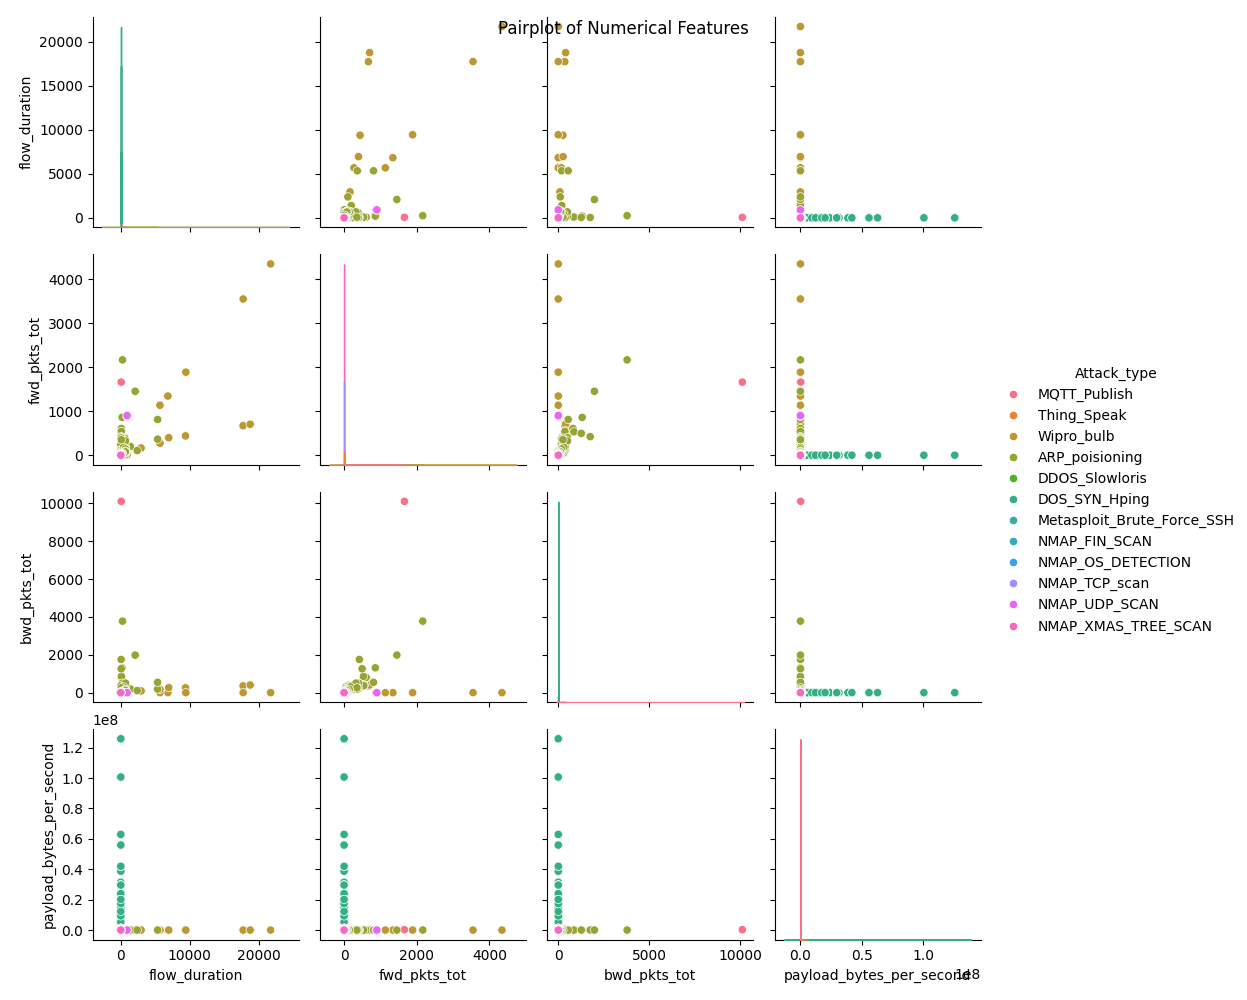 Pairplot of Numerical Features
20000
15000
10000
5000
0
flow_duration
4000
3000
2000
1000
0
fwd_pkts_tot
10000
8000
6000
4000
2000
0
bwd_pkts_tot
1e8
1.2
1.0
0.8
0.6
0.4
0.2
0.0
payload_bytes_per_second
0 10000 20000
flow_duration
0 2000 4000
fwd_pkts_tot
0 5000 10000
bwd_pkts_tot
0.0 0.5 1.0
payload_bytes_per_second
1e8
Attack_type
MQTT_Publish
Thing_Speak
Wipro_bulb
ARP_poisioning
DDOS_Slowloris
DOS_SYN_Hping
Metasploit_Brute_Force_SSH
NMAP_FIN_SCAN
NMAP_OS_DETECTION
NMAP_TCP_scan
NMAP_UDP_SCAN
NMAP_XMAS_TREE_SCAN